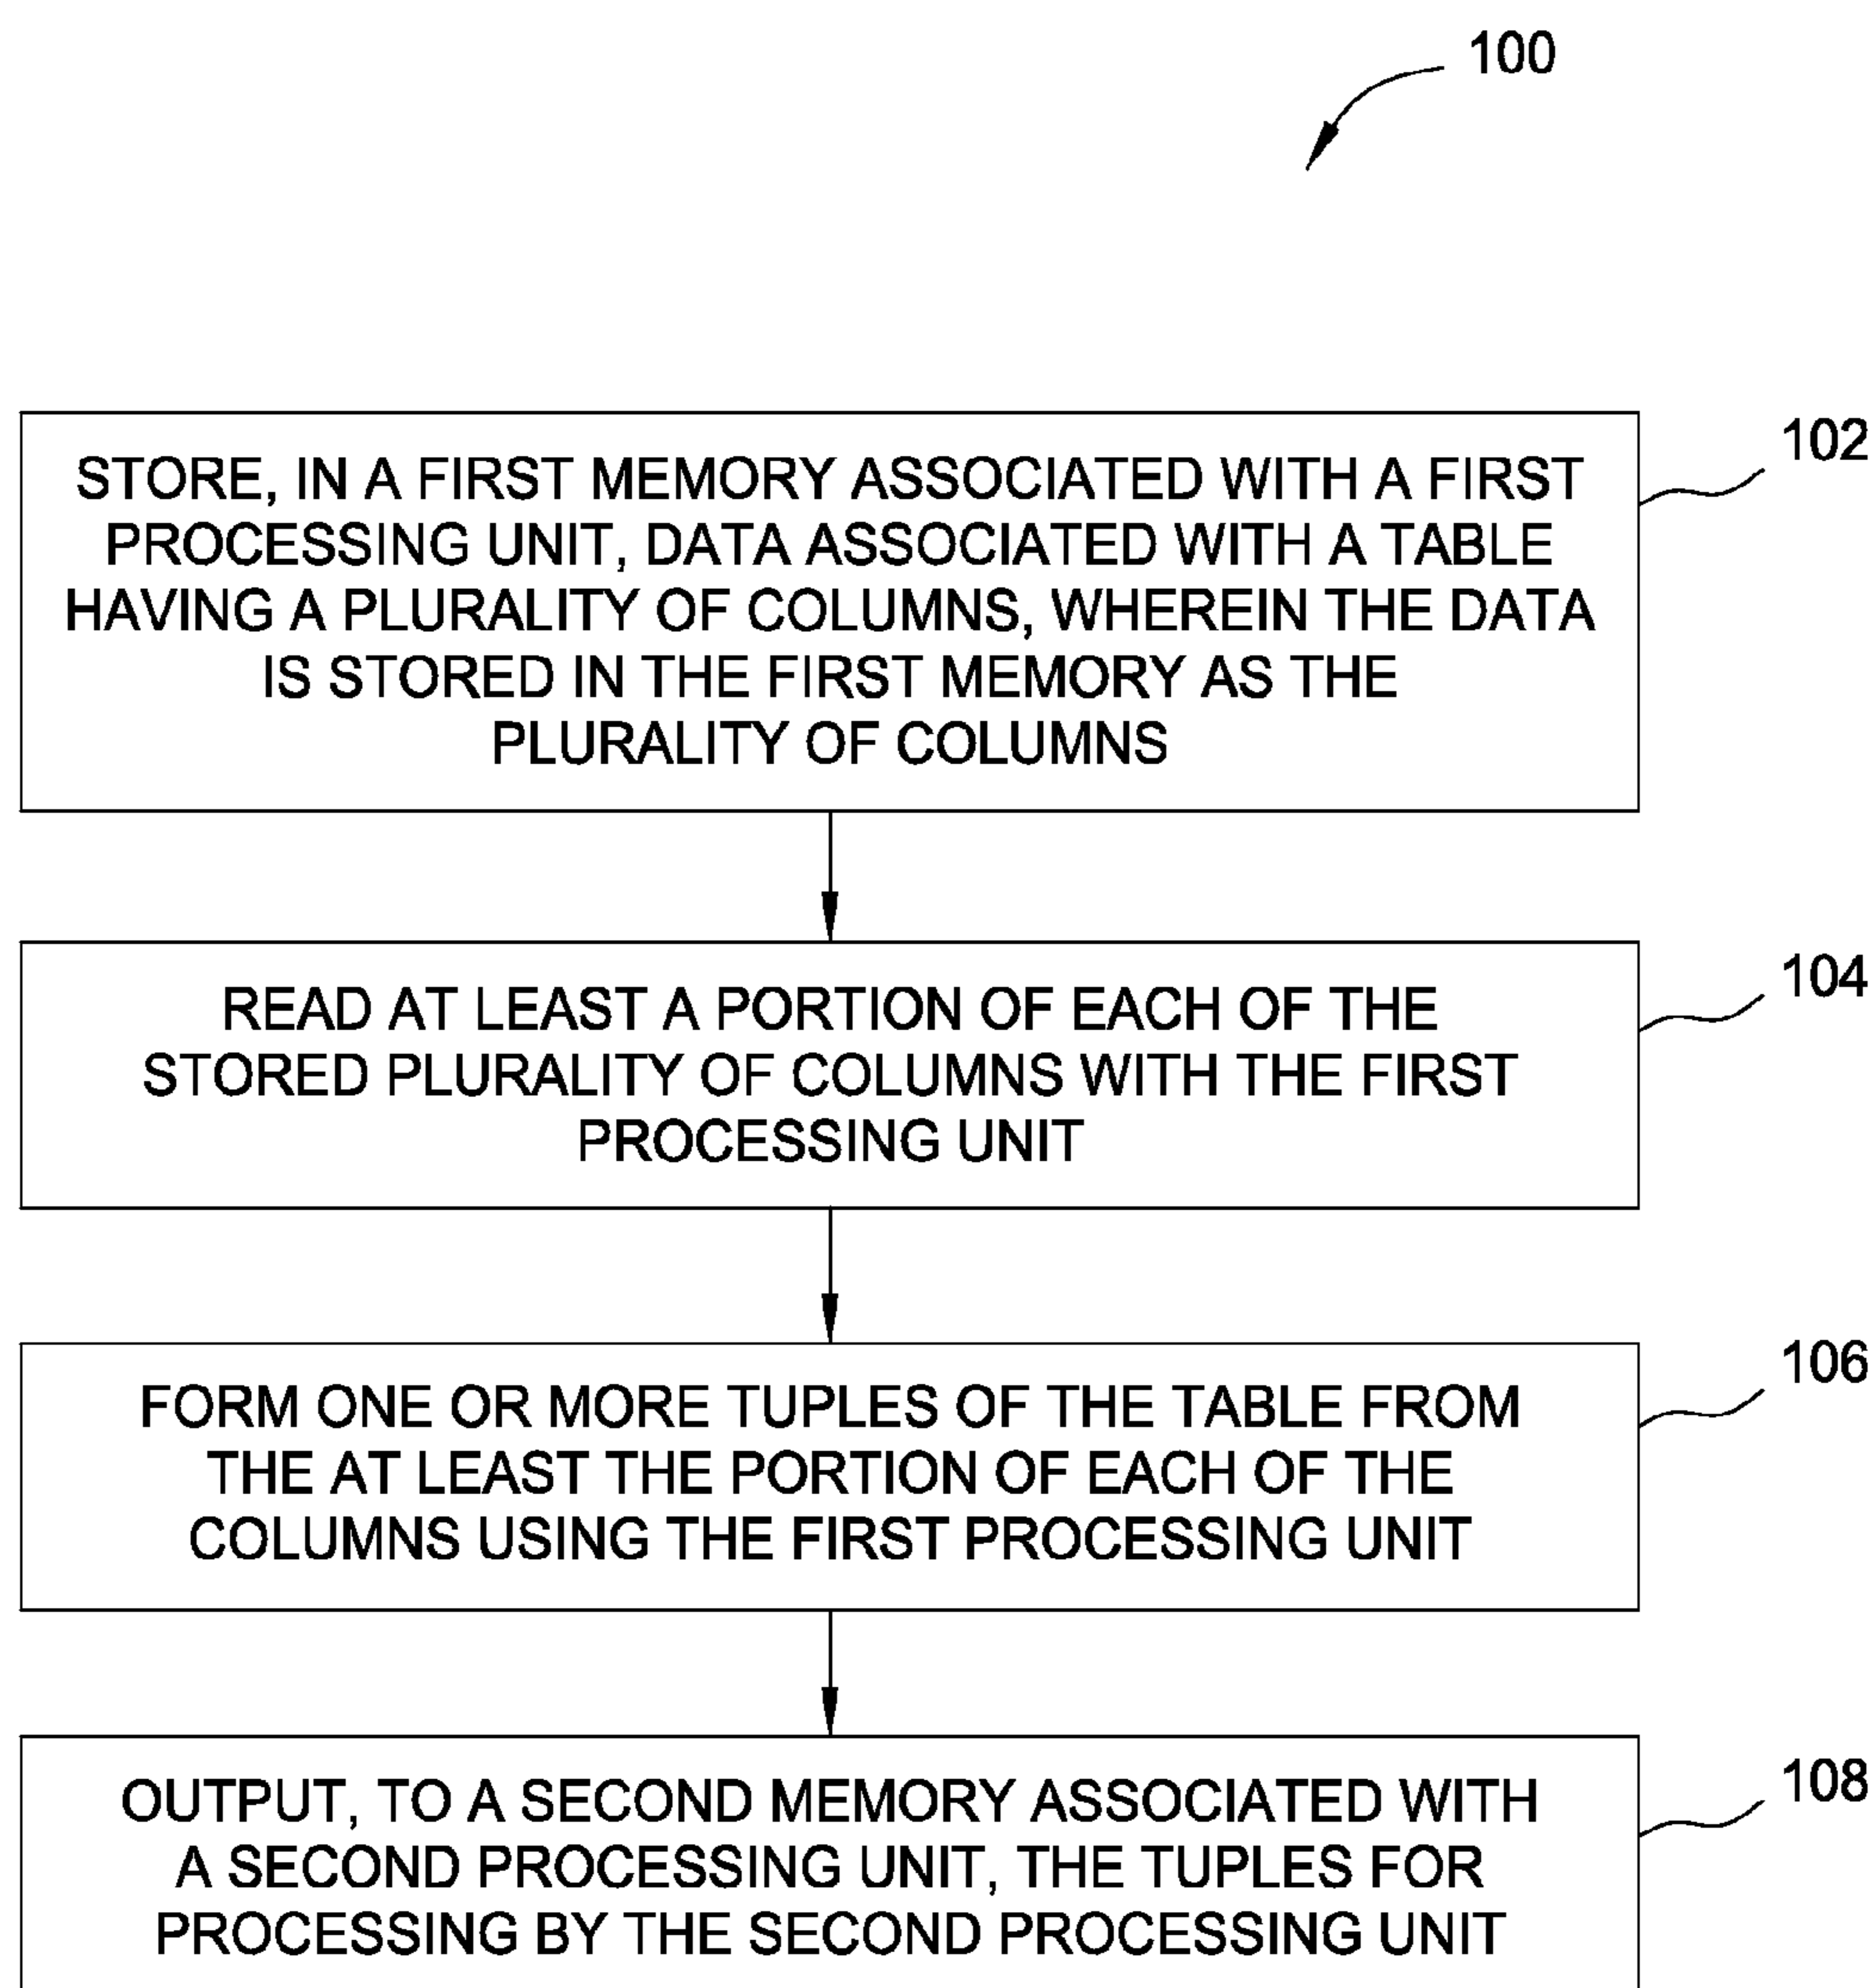 100
102
STORE, IN A FIRST MEMORY ASSOCIATED WITH A FIRST
PROCESSING UNIT, DATA ASSOCIATED WITH A TABLE
HAVING A PLURALITY OF COLUMNS, WHEREIN THE DATA
IS STORED IN THE FIRST MEMORY AS THE
PLURALITY OF COLUMNS
104
READ AT LEAST A PORTION OF EACH OF THE
STORED PLURALITY OF COLUMNS WITH THE FIRST
PROCESSING UNIT
106
FORM ONE OR MORE TUPLES OF THE TABLE FROM
THE AT LEAST THE PORTION OF EACH OF THE
COLUMNS USING THE FIRST PROCESSING UNIT
108
OUTPUT, TO A SECOND MEMORY ASSOCIATED WITH
A SECOND PROCESSING UNIT, THE TUPLES FOR
PROCESSING BY THE SECOND PROCESSING UNIT